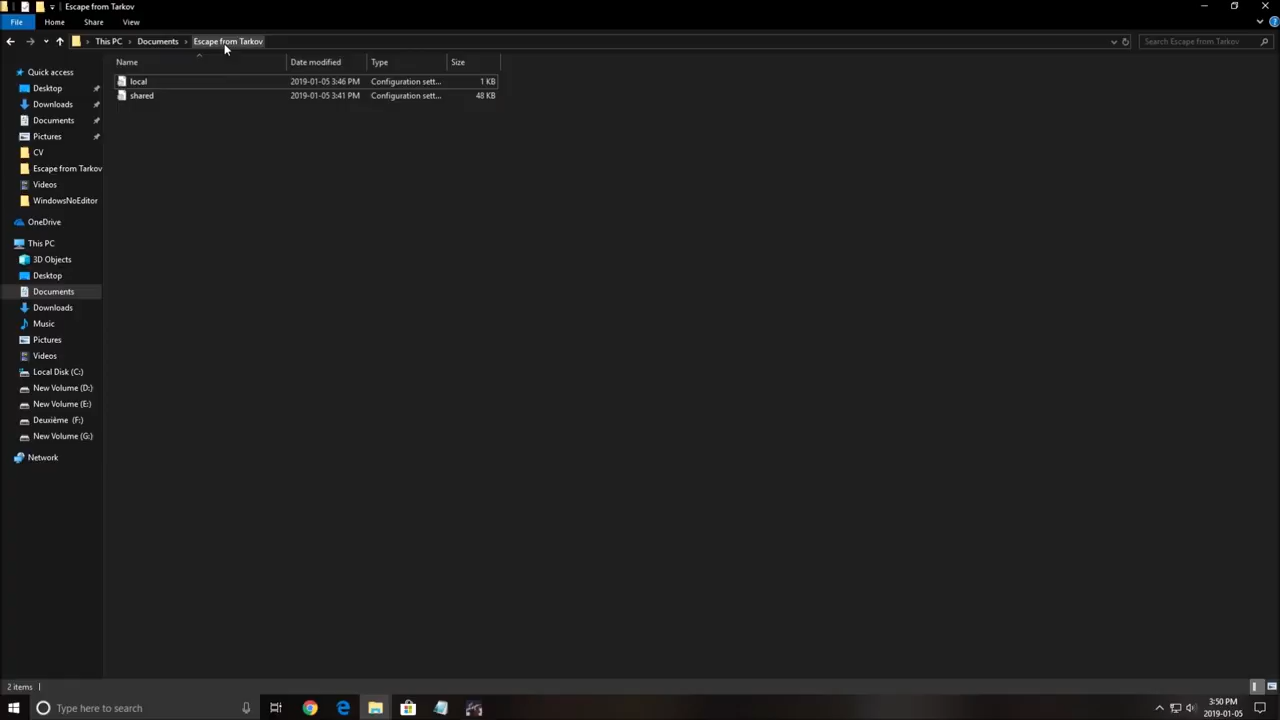 Escape from Tarkov
File Home Share View
This PC › Documents › Escape from Tarkov
Search Escape from Tarkov
Name Date modified Type Size
local 2019-01-05 3:46 PM Configuration sett... 1 KB
shared 2019-01-05 3:41 PM Configuration sett... 48 KB
Quick access
Desktop
Downloads
Documents
Pictures
CV
Escape from Tarkov
Videos
WindowsNoEditor
OneDrive
This PC
3D Objects
Desktop
Documents
Downloads
Music
Pictures
Videos
Local Disk (C:)
New Volume (D:)
New Volume (E:)
Deuxième (F:)
New Volume (G:)
Network
2 items
Type here to search
3:50 PM
2019-01-05